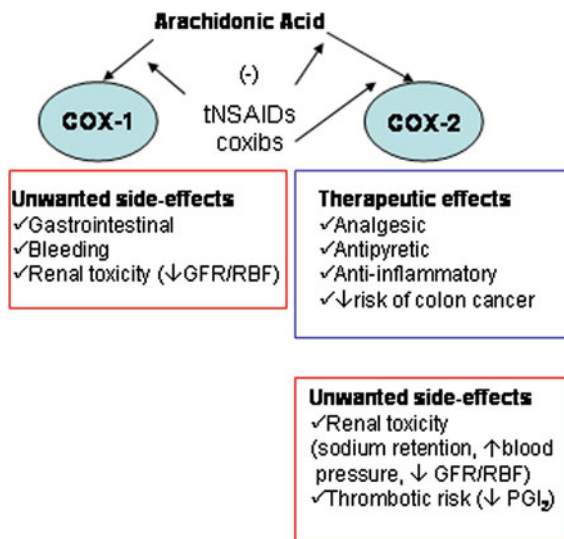 Arachidonic Acid
(-)
COX-1
tNSAIDs
coxibs
COX-2
Unwanted side-effects
✓Gastrointestinal
✓Bleeding
✓Renal toxicity (↓GFR/RBF)
Therapeutic effects
✓Analgesic
✓Antipyretic
✓Anti-inflammatory
✓↓risk of colon cancer
Unwanted side-effects
✓Renal toxicity
(sodium retention, ↑blood
pressure, ↓ GFR/RBF)
✓Thrombotic risk (↓ PGI₂)